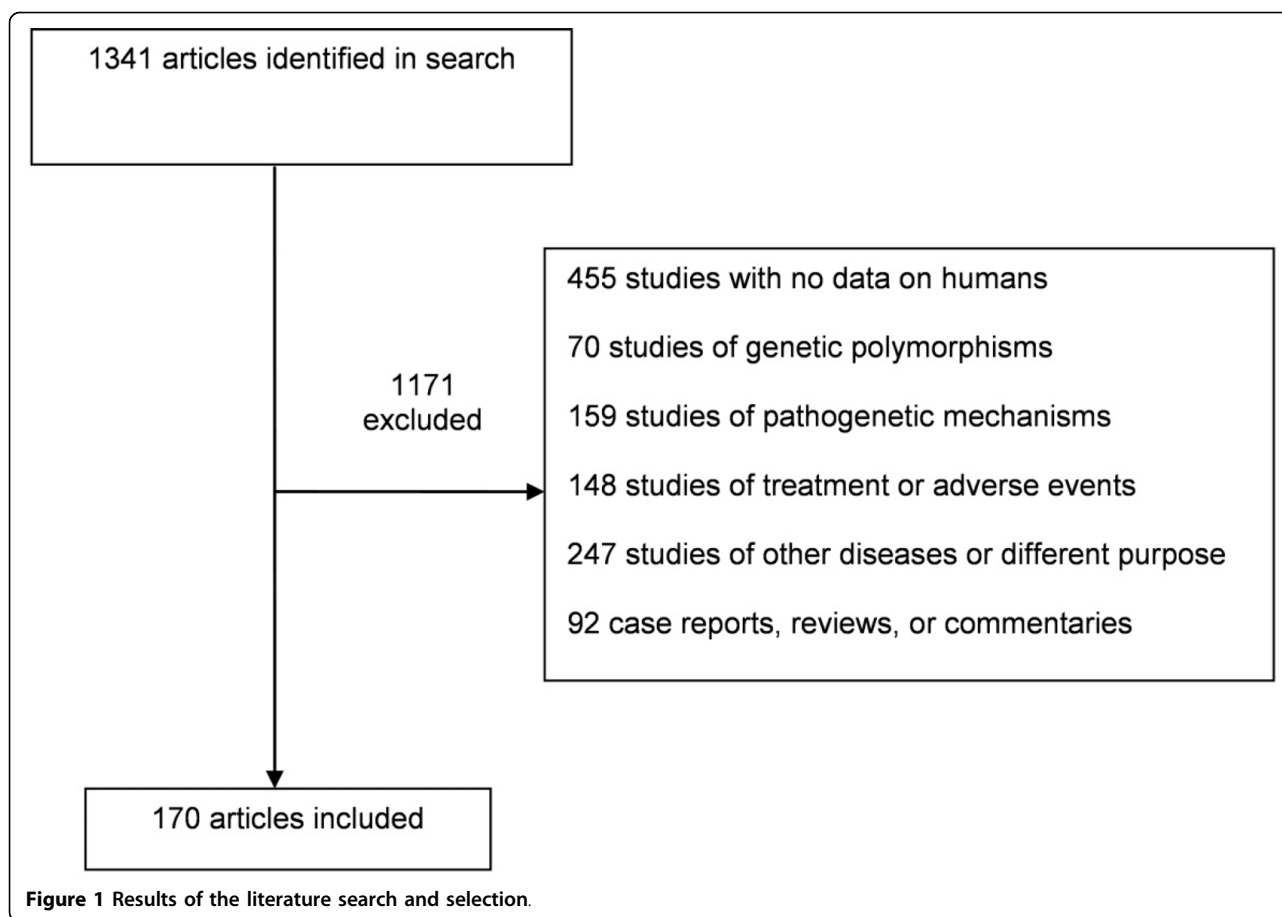 1341 articles identified in search
455 studies with no data on humans
70 studies of genetic polymorphisms
1171
excluded
159 studies of pathogenetic mechanisms
148 studies of treatment or adverse events
247 studies of other diseases or different purpose
92 case reports, reviews, or commentaries
170 articles included
Figure 1 Results of the literature search and selection.